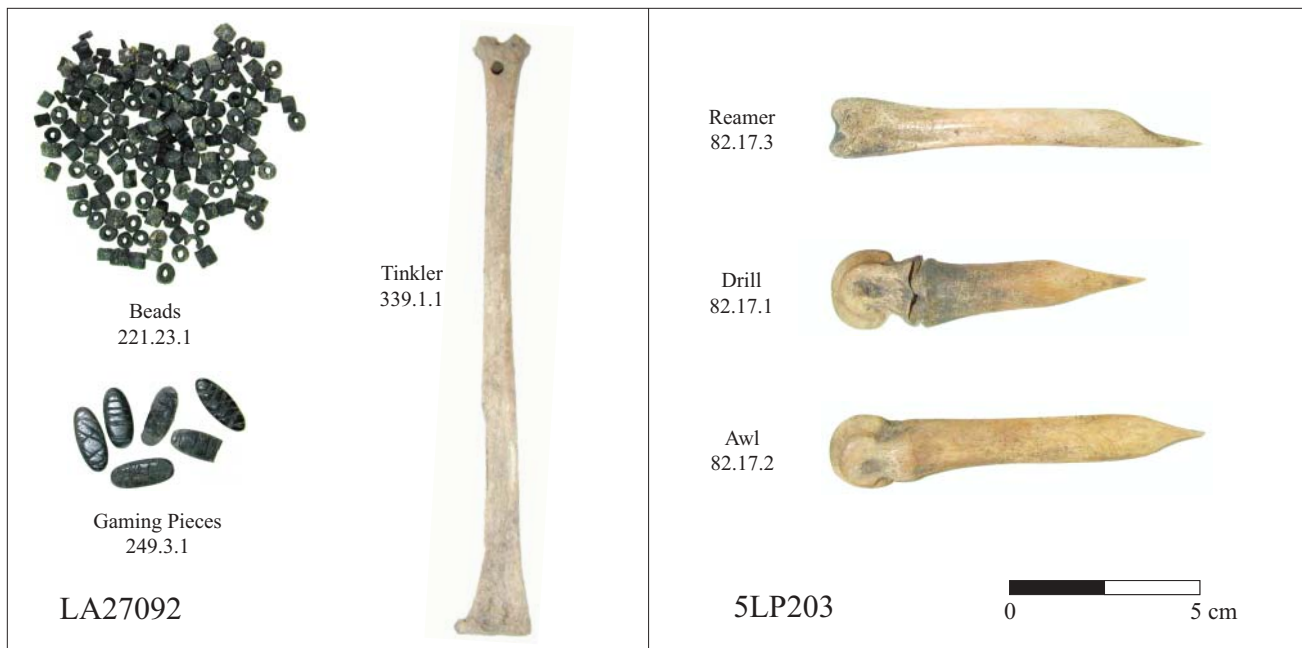 Beads
221.23.1
Gaming Pieces
249.3.1
Tinkler
339.1.1
LA27092
Reamer
82.17.3
Drill
82.17.1
Awl
82.17.2
5LP203
0 5 cm